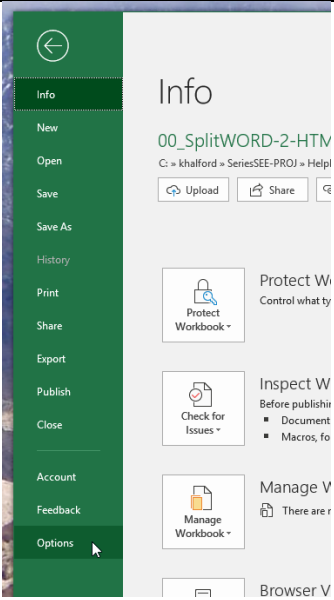 Info
New
Open
Save
Save As
History
Print
Share
Export
Publish
Close
Account
Feedback
Options
Info
00_SplitWORD-2-HTM
C: » khalford » SeriesSEE-PROJ » Help
Upload
Share
Protect
Workbook
Protect Wo
Control what ty
Check for
Issues
Inspect W
Before publishin
Document
Macros, fo
Manage
Workbook
Manage W
There are n
Browser V